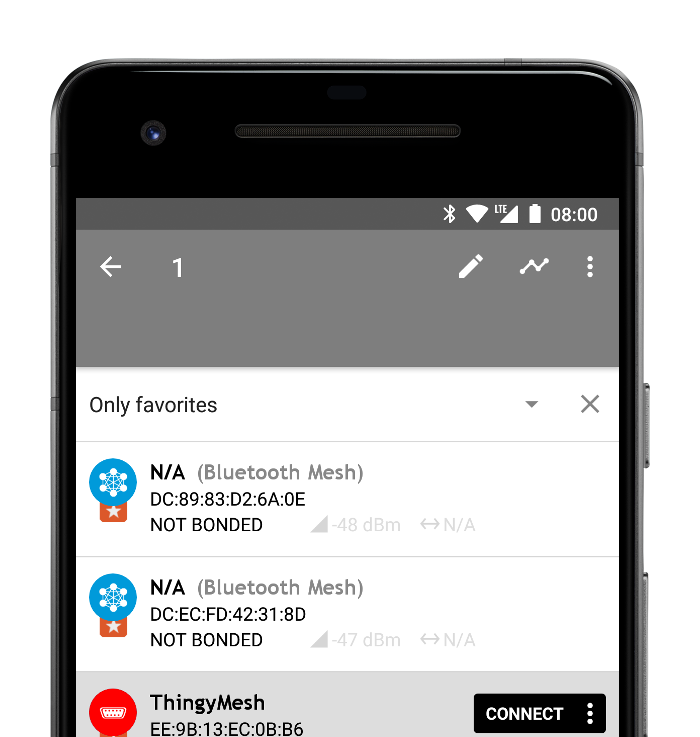 LTE 08:00
1
Only favorites
N/A (Bluetooth Mesh)
DC:89:83:D2:6A:0E
NOT BONDED -48 dBm N/A
N/A (Bluetooth Mesh)
DC:EC:FD:42:31:8D
NOT BONDED -47 dBm N/A
ThingyMesh
CONNECT
EE:9B:13:EC:0B:B6